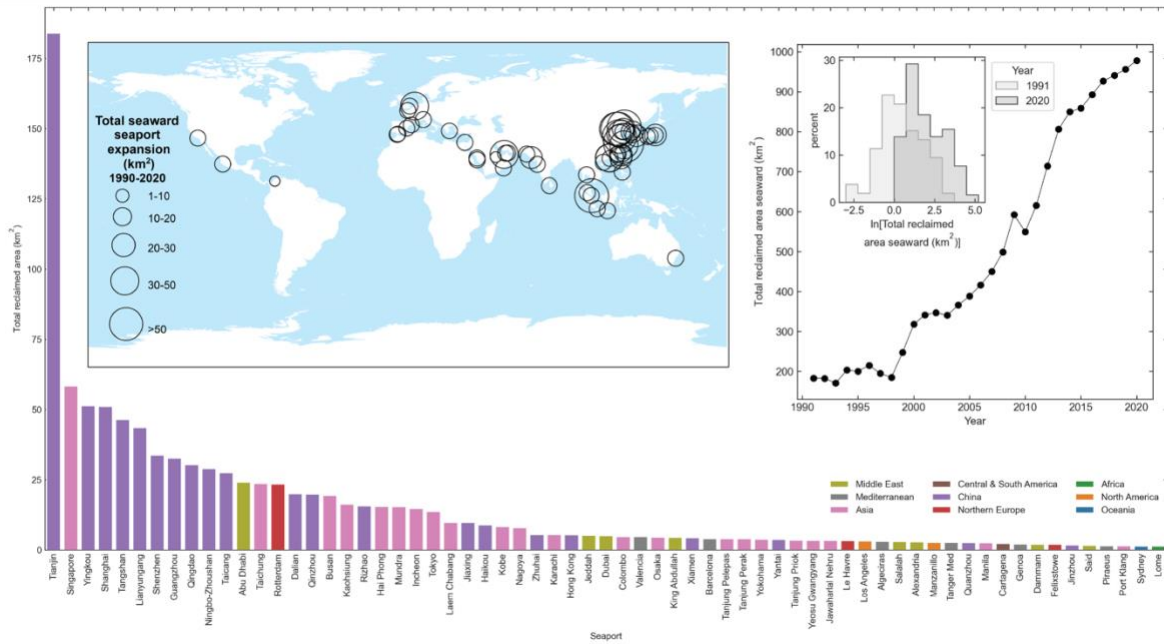 175
150
125
100
75
50
25
0
Total reclaimed area (km²)
Total seaward
seaport
expansion
(km²)
1990-2020
1-10
10-20
20-30
30-50
>50
30
20
10
0
percent
−2.5
0.0
2.5
5.0
ln[Total reclaimed
area seaward (km²)]
Year
1991
2020
1000
900
800
700
600
500
400
300
200
Total reclaimed area seaward (km²)
1990
1995
2000
2005
2010
2015
2020
Year
Middle East
Mediterranean
Asia
Central & South America
China
Northern Europe
Africa
North America
Oceania
Tianjin
Singapore
Yingkou
Shanghai
Tangshan
Lianyungang
Shenzhen
Guangzhou
Qingdao
Ningbo-Zhoushan
Taicang
Abu Dhabi
Taichung
Rotterdam
Dalian
Qinzhou
Busan
Kaohsiung
Rizhao
Hai Phong
Mundra
Incheon
Tokyo
Laem Chabang
Jiaxing
Haikou
Kobe
Nagoya
Zhuhai
Karachi
Hong Kong
Jeddah
Dubai
Colombo
Valencia
Osaka
King Abdullah
Xiamen
Barcelona
Tanjung Pelepas
Tanjung Perak
Yokohama
Yantai
Tanjung Priok
Yeosu Gwangyang
Jawaharlal Nehru
Le Havre
Los Angeles
Algeciras
Salalah
Alexandria
Manzanillo
Tanger Med
Quanzhou
Manila
Cartagena
Genoa
Dammam
Felixstowe
Jinzhou
Said
Piraeus
Port Klang
Sydney
Lome
Seaport